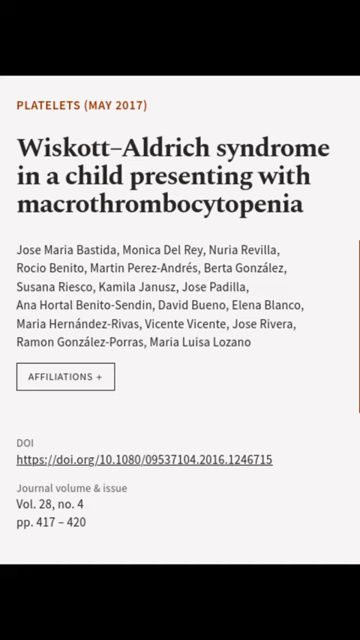 PLATELETS (MAY 2017)
Wiskott–Aldrich syndrome
in a child presenting with
macrothrombocytopenia
Jose Maria Bastida, Monica Del Rey, Nuria Revilla,
Rocio Benito, Martin Perez-Andrés, Berta González,
Susana Riesco, Kamila Janusz, Jose Padilla,
Ana Hortal Benito-Sendin, David Bueno, Elena Blanco,
Maria Hernández-Rivas, Vicente Vicente, Jose Rivera,
Ramon González-Porras, Maria Luisa Lozano
AFFILIATIONS +
DOI
https://doi.org/10.1080/09537104.2016.1246715
Journal volume & issue
Vol. 28, no. 4
pp. 417 – 420